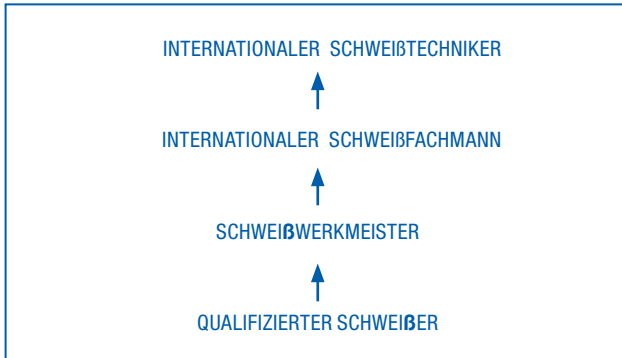 INTERNATIONALER SCHWEIßTECHNIKER
INTERNATIONALER SCHWEIßFACHMANN
SCHWEIßWERKMEISTER
QUALIFIZIERTER SCHWEIßER